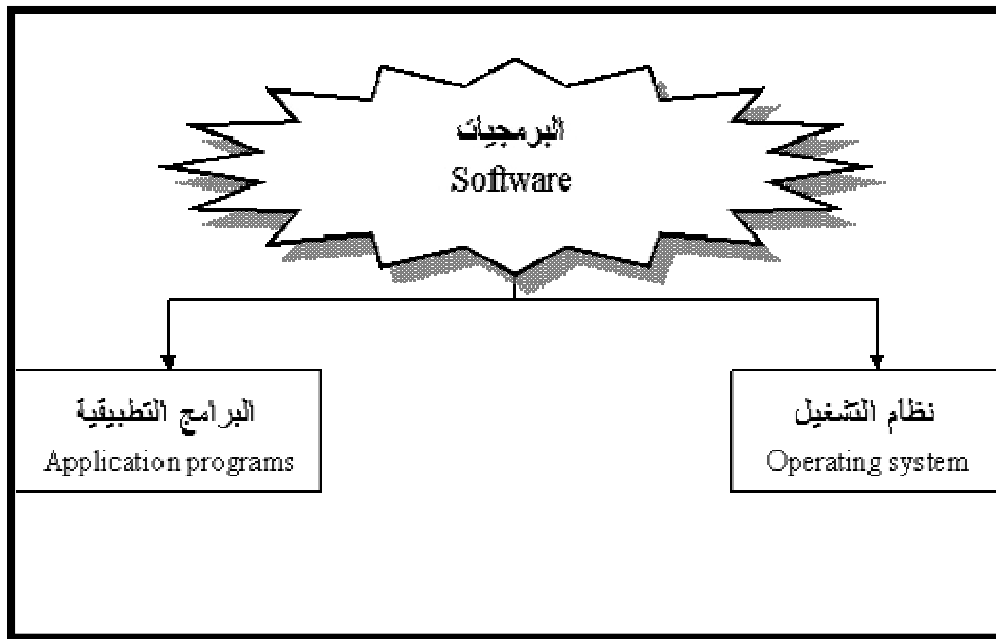 البرمجيات
Software
نظام التشغيل
Operating system
البرامج التطبيقية
Application programs